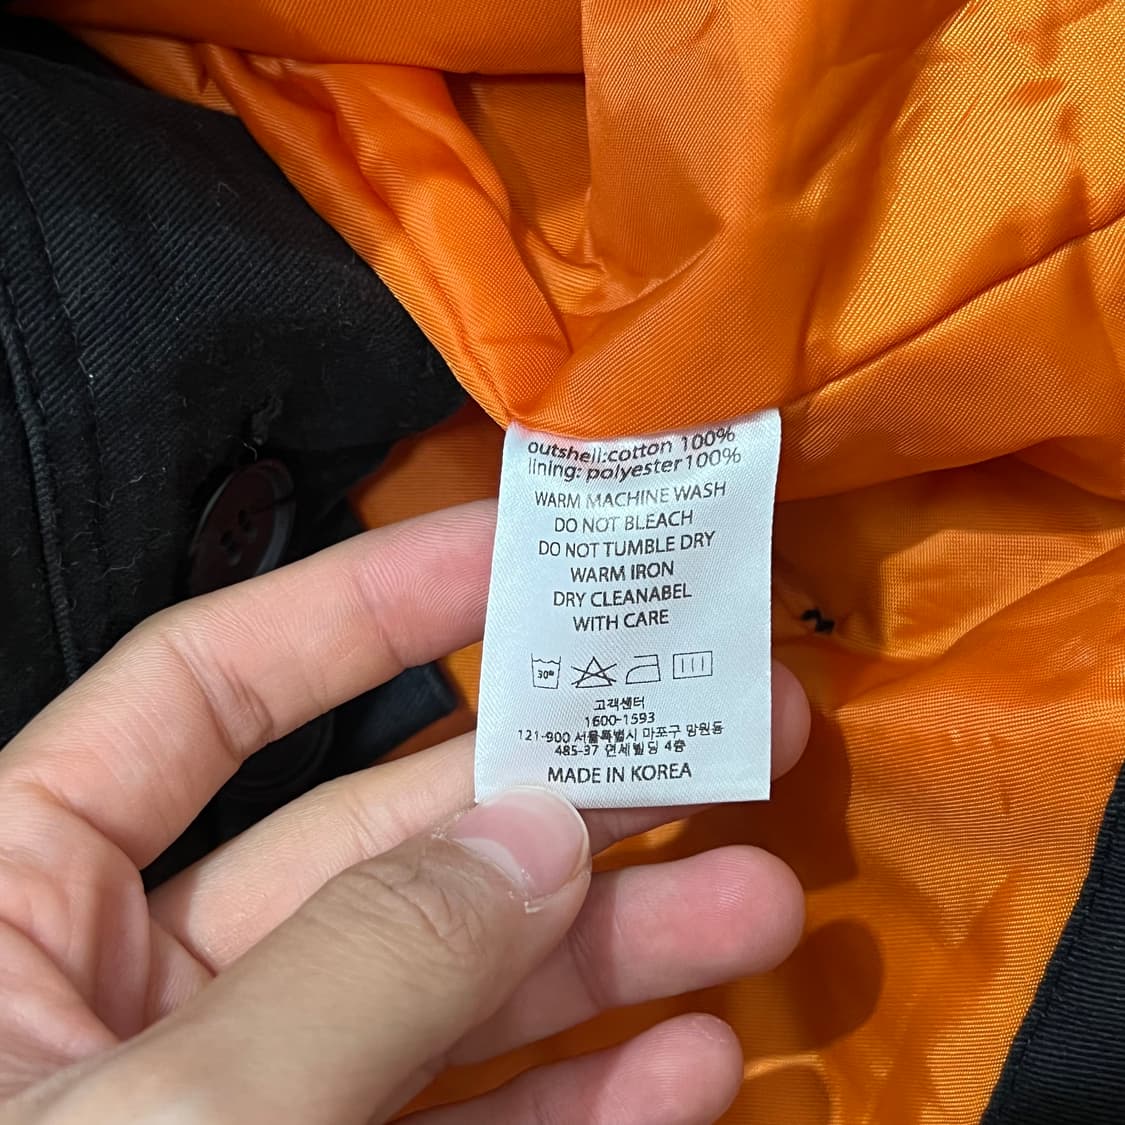 outshell:cotton 100%
lining: polyester100%
WARM MACHINE WASH
DO NOT BLEACH
DO NOT TUMBLE DRY
WARM IRON
DRY CLEANABEL
WITH CARE
30°
고객센터
1600-1593
121-900 서울특별시 마포구 망원동
485-37 연세빌딩 4층
MADE IN KOREA